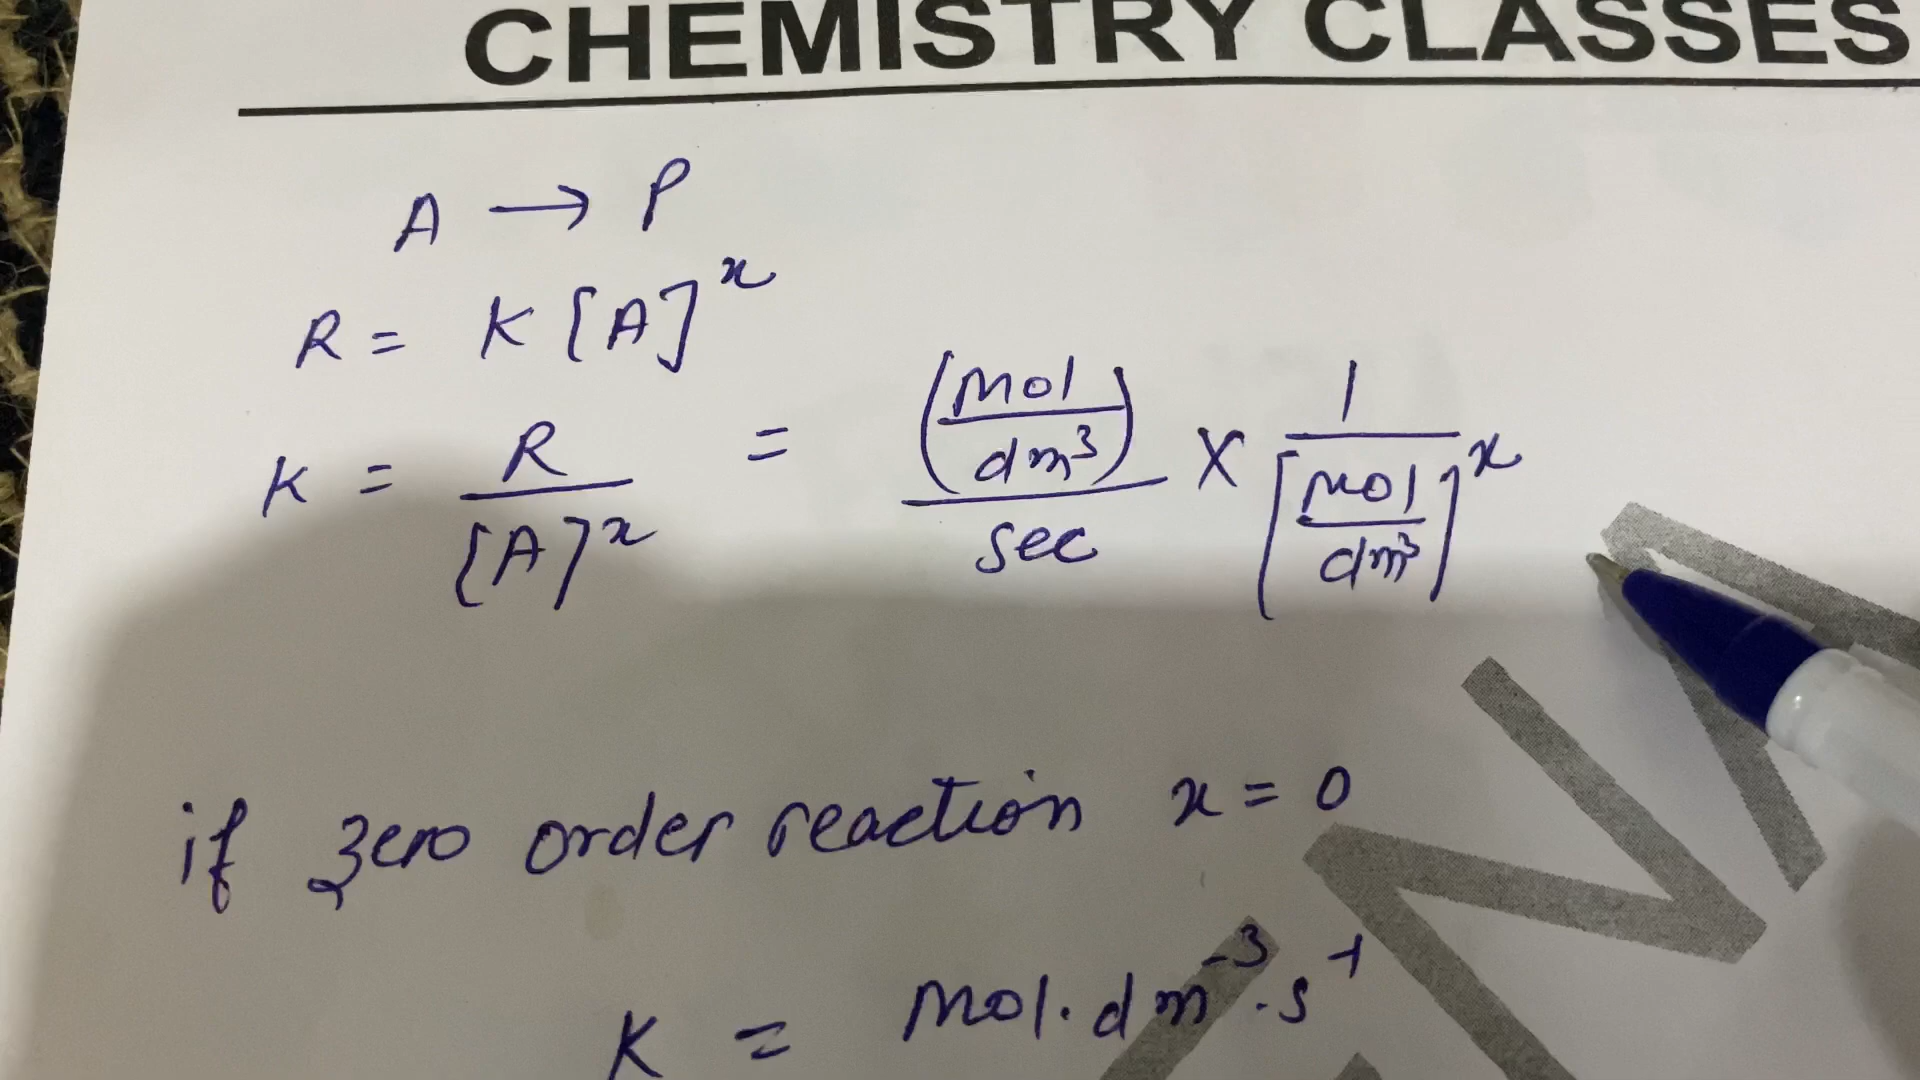 CHEMISTRY CLASSES
A → P
R = K [A]^x
K = R / [A]^x = (mol / dm³) / sec × 1 / [mol / dm³]^x
if zero order reaction x = 0
K = mol. dm⁻³. s⁻¹